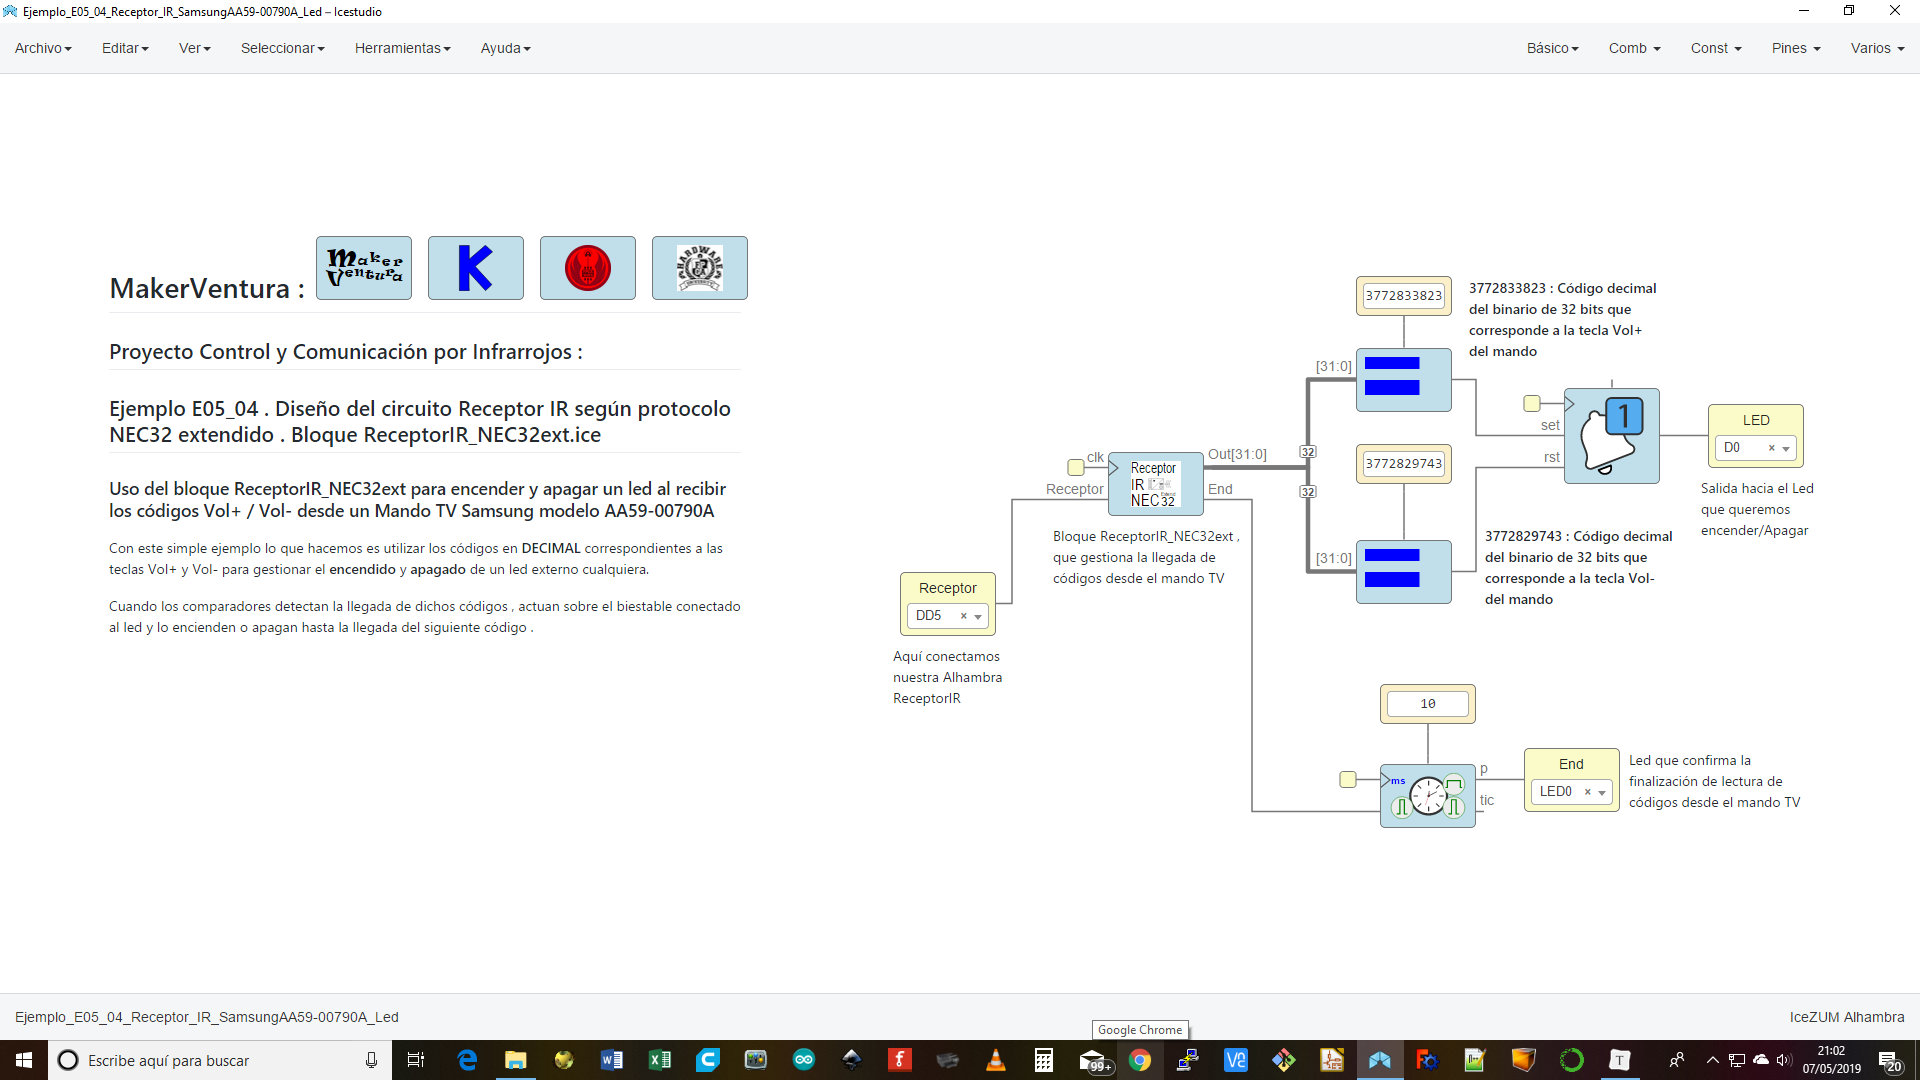 Ejemplo_E05_04_Receptor_IR_SamsungAA59-00790A_Led – Icestudio
Archivo Editar Ver Seleccionar Herramientas Ayuda Básico Comb Const Pines Varios
MakerVentura :
Maker Ventura
K
Proyecto Control y Comunicación por Infrarrojos :
Ejemplo E05_04 . Diseño del circuito Receptor IR según protocolo
NEC32 extendido . Bloque ReceptorIR_NEC32ext.ice
Uso del bloque ReceptorIR_NEC32ext para encender y apagar un led al recibir
los códigos Vol+ / Vol- desde un Mando TV Samsung modelo AA59-00790A
Con este simple ejemplo lo que hacemos es utilizar los códigos en DECIMAL correspondientes a las
teclas Vol+ y Vol- para gestionar el encendido y apagado de un led externo cualquiera.
Cuando los comparadores detectan la llegada de dichos códigos , actuan sobre el biestable conectado
al led y lo encienden o apagan hasta la llegada del siguiente código .
Receptor
DD5 ×
Aquí conectamos
nuestra Alhambra
ReceptorIR
clk
Receptor
Receptor
IR
NEC 32
Out[31:0]
End
Bloque ReceptorIR_NEC32ext ,
que gestiona la llegada de
códigos desde el mando TV
32
32
3772833823
[31:0]
3772833823 : Código decimal
del binario de 32 bits que
corresponde a la tecla Vol+
del mando
3772829743
[31:0]
3772829743 : Código decimal
del binario de 32 bits que
corresponde a la tecla Vol-
del mando
set
rst
1
LED
D0 ×
Salida hacia el Led
que queremos
encender/Apagar
10
ms
p
tic
End
LED0 ×
Led que confirma la
finalización de lectura de
códigos desde el mando TV
Ejemplo_E05_04_Receptor_IR_SamsungAA59-00790A_Led
IceZUM Alhambra
Google Chrome
Escribe aquí para buscar
99+
21:02
07/05/2019
20